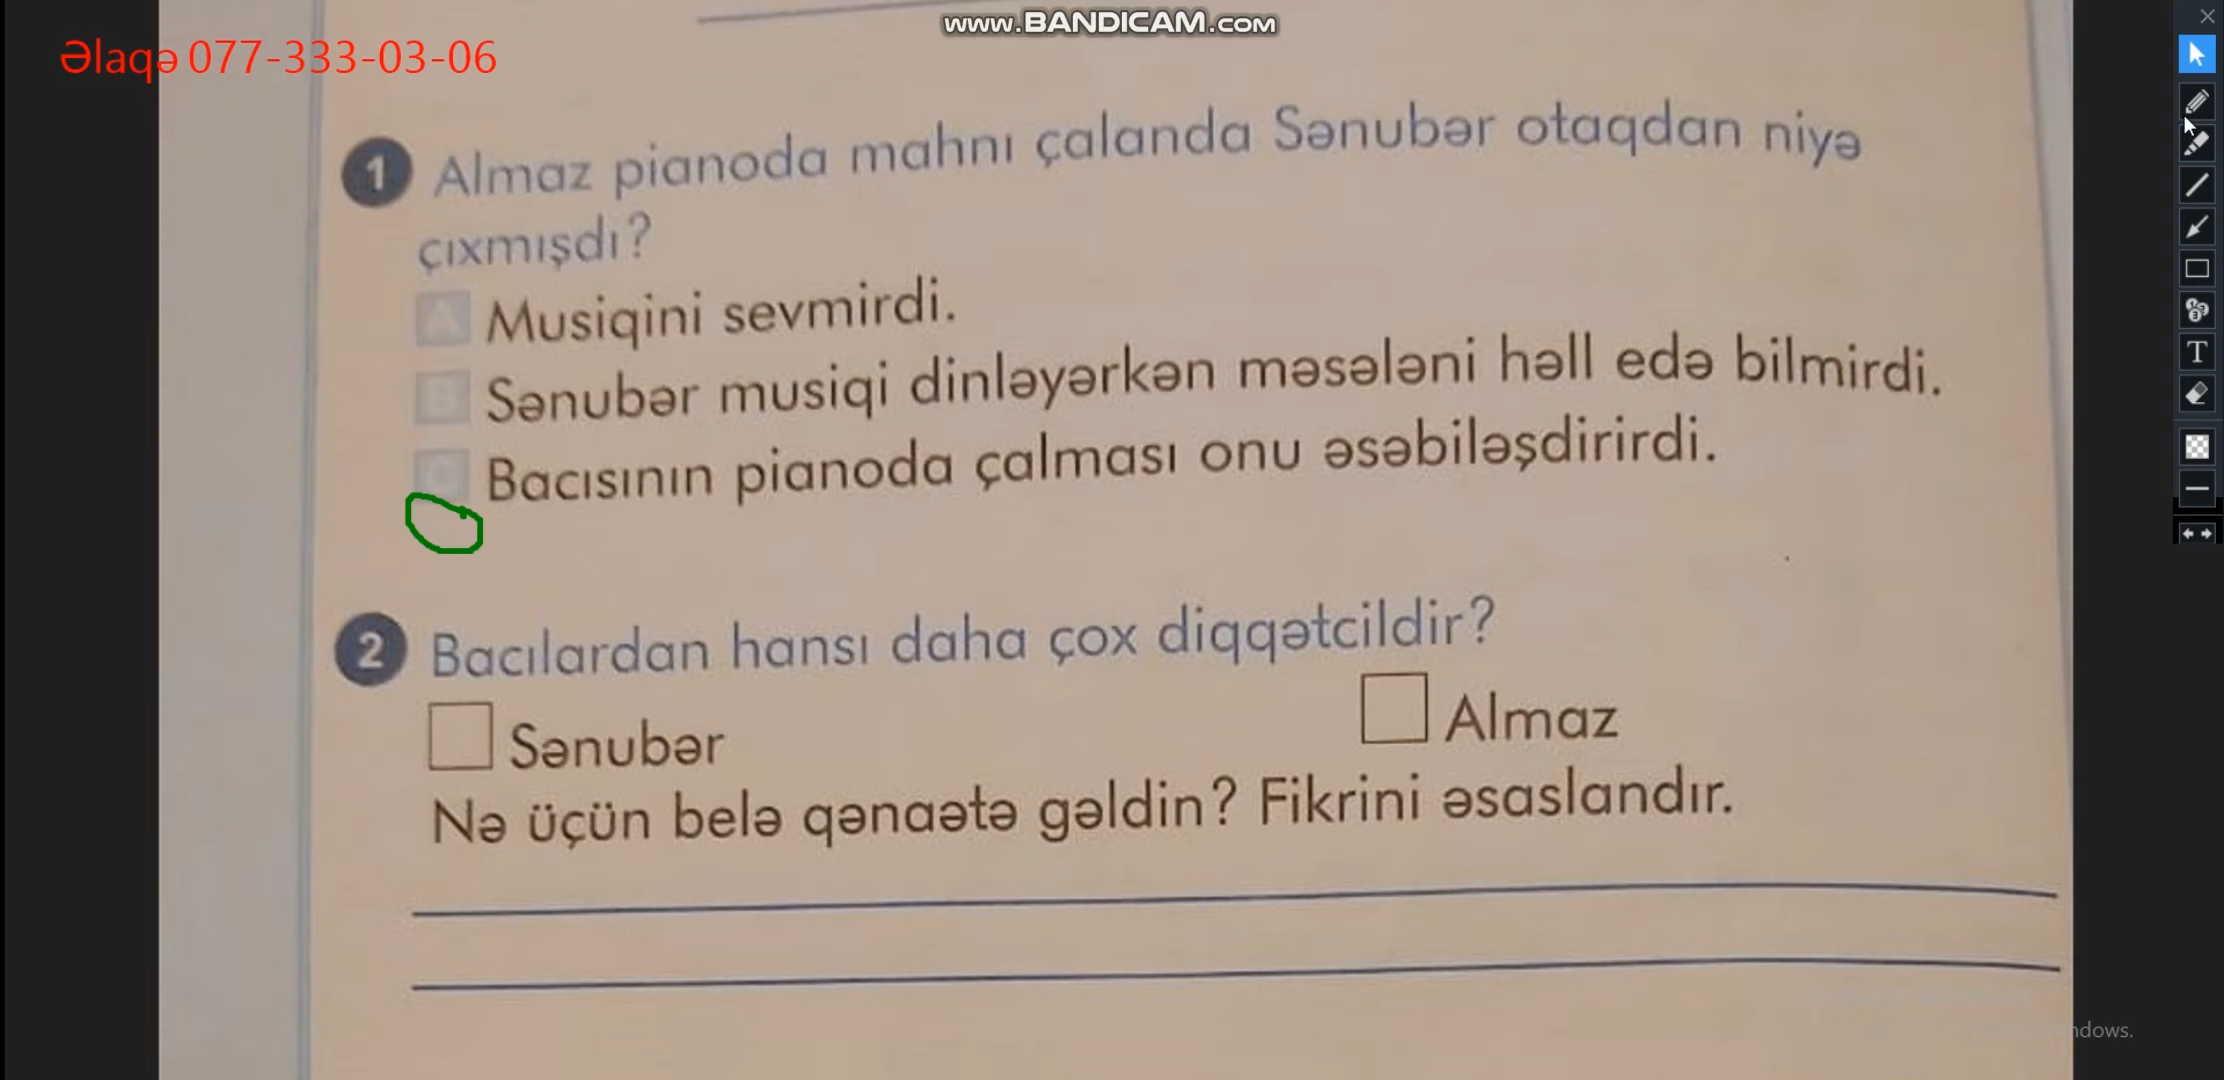 www.BANDICAM.com
Əlaqə 077-333-03-06
1 Almaz pianoda mahnı çalanda Sənubər otaqdan niyə
çıxmışdı?
A Musiqini sevmirdi.
B Sənubər musiqi dinləyərkən məsələni həll edə bilmirdi.
C Bacısının pianoda çalması onu əsəbiləşdirirdi.
2 Bacılardan hansı daha çox diqqətcildir?
Sənubər Almaz
Nə üçün belə qənaətə gəldin? Fikrini əsaslandır.
T